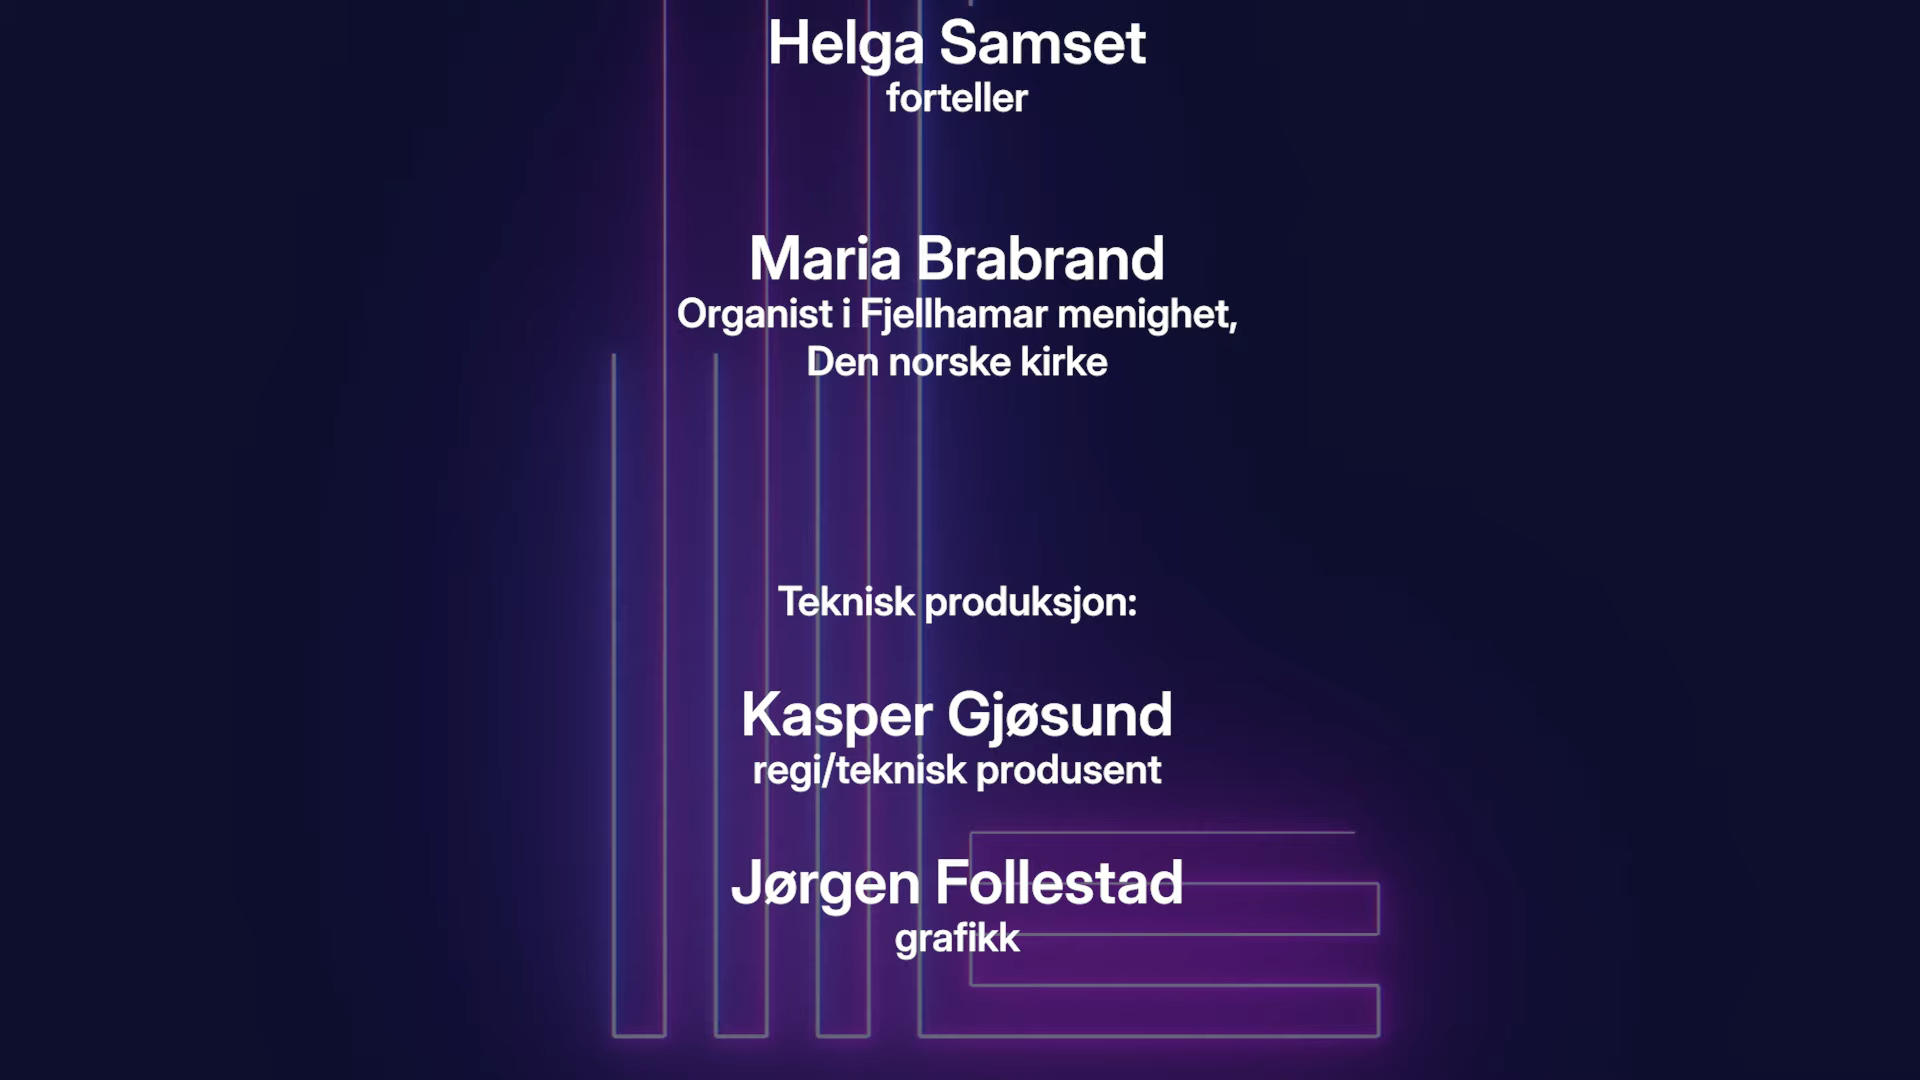 Helga Samset
forteller
Maria Brabrand
Organist i Fjellhamar menighet,
Den norske kirke
Teknisk produksjon:
Kasper Gjøsund
regi/teknisk produsent
Jørgen Follestad
grafikk